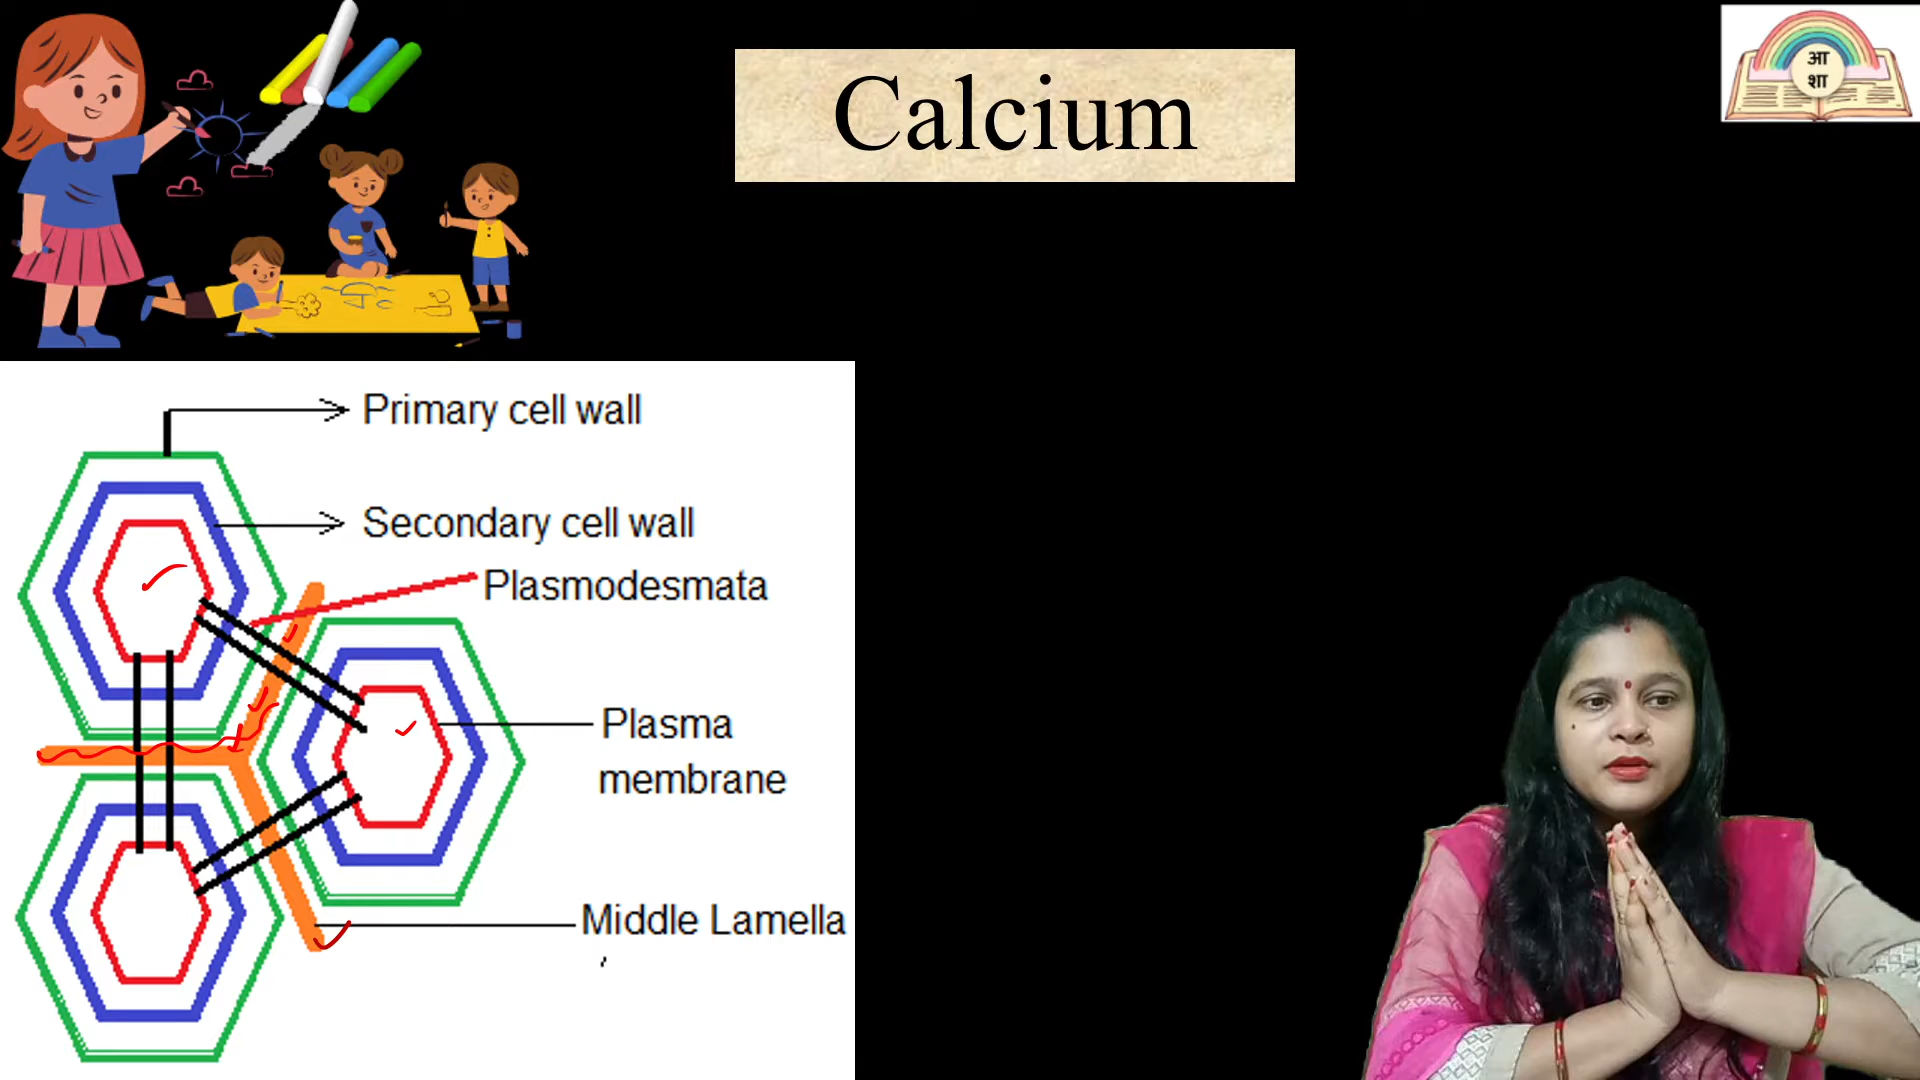 Calcium
आ
शा
Primary cell wall
Secondary cell wall
Plasmodesmata
Plasma
membrane
Middle Lamella